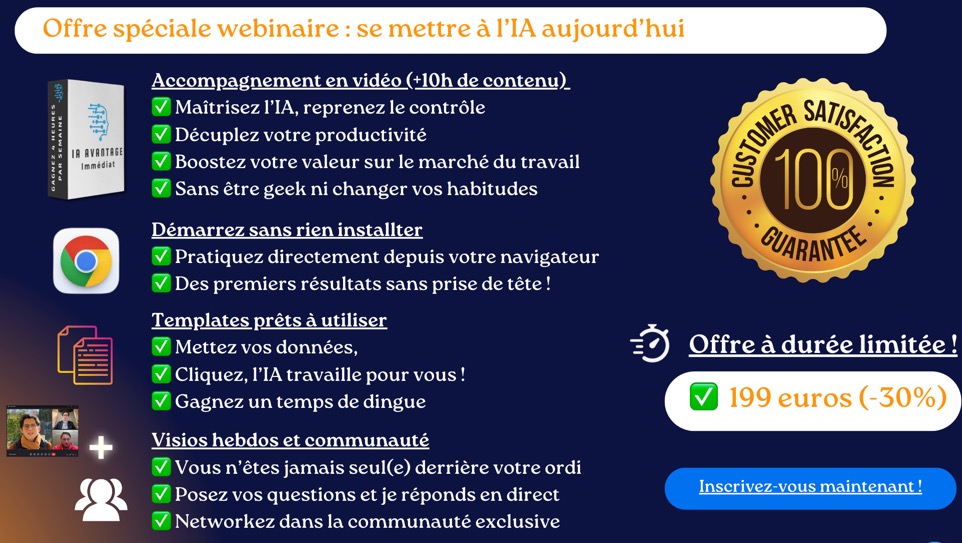 Offre spéciale webinaire : se mettre à l'IA aujourd'hui
Accompagnement en vidéo (+10h de contenu)
✅ Maîtrisez l'IA, reprenez le contrôle
✅ Décuplez votre productivité
✅ Boostez votre valeur sur le marché du travail
✅ Sans être geek ni changer vos habitudes
GAGNEZ 4 HEURES
PAR SEMAINE
IA AVANTAGE
Immédiat
Démarrez sans rien installter
✅ Pratiquez directement depuis votre navigateur
✅ Des premiers résultats sans prise de tête !
Templates prêts à utiliser
✅ Mettez vos données,
✅ Cliquez, l'IA travaille pour vous !
✅ Gagnez un temps de dingue
+
Visios hebdos et communauté
✅ Vous n'êtes jamais seul(e) derrière votre ordi
✅ Posez vos questions et je réponds en direct
✅ Networkez dans la communauté exclusive
CUSTOMER SATISFACTION
100%
GUARANTEE
Offre à durée limitée !
✅ 199 euros (-30%)
Inscrivez-vous maintenant !